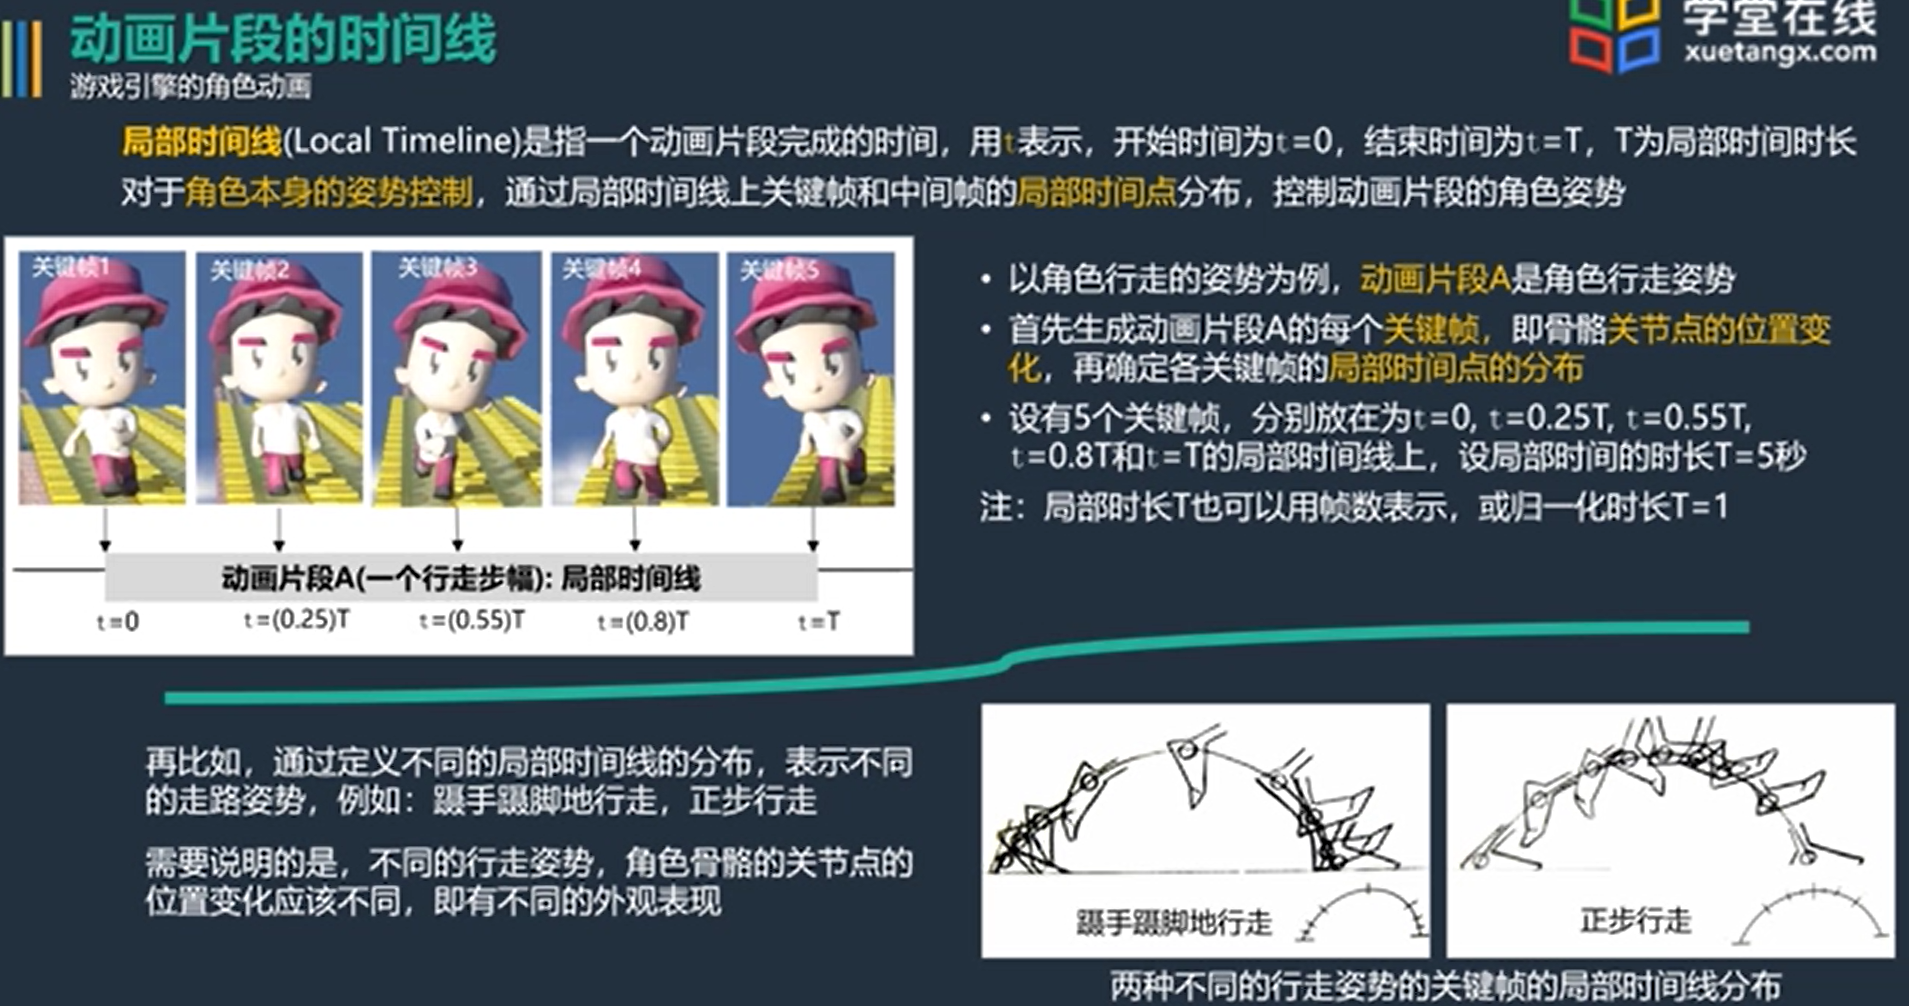 动画片段的时间线
游戏引擎的角色动画
学堂在线
xuetangx.com
局部时间线(Local Timeline)是指一个动画片段完成的时间，用t表示，开始时间为t=0，结束时间为t=T，T为局部时间时长
对于角色本身的姿势控制，通过局部时间线上关键帧和中间帧的局部时间点分布，控制动画片段的角色姿势
关键帧1 关键帧2 关键帧3 关键帧4 关键帧5
动画片段A(一个行走步幅): 局部时间线
t=0 t=(0.25)T t=(0.55)T t=(0.8)T t=T
• 以角色行走的姿势为例，动画片段A是角色行走姿势
• 首先生成动画片段A的每个关键帧，即骨骼关节点的位置变
化，再确定各关键帧的局部时间点的分布
• 设有5个关键帧，分别放在为t=0, t=0.25T, t=0.55T,
t=0.8T和t=T的局部时间线上，设局部时间的时长T=5秒
注：局部时长T也可以用帧数表示，或归一化时长T=1
再比如，通过定义不同的局部时间线的分布，表示不同
的走路姿势，例如：蹑手蹑脚地行走，正步行走
需要说明的是，不同的行走姿势，角色骨骼的关节点的
位置变化应该不同，即有不同的外观表现
蹑手蹑脚地行走
正步行走
两种不同的行走姿势的关键帧的局部时间线分布